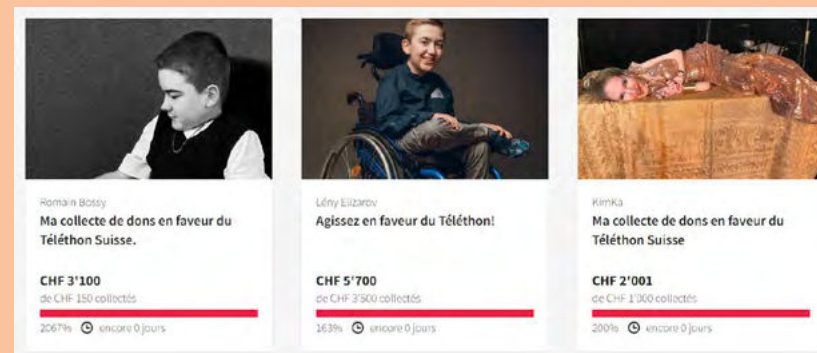 Romain Bossy
Ma collecte de dons en faveur du
Téléthon Suisse.
CHF 3'100
de CHF 150 collectés
2067% encore 0 jours
Lény Elizarov
Agissez en faveur du Téléthon!
CHF 5'700
de CHF 3'500 collectés
163% encore 0 jours
KimKa
Ma collecte de dons en faveur du
Téléthon Suisse
CHF 2'001
de CHF 1'000 collectés
200% encore 0 jours